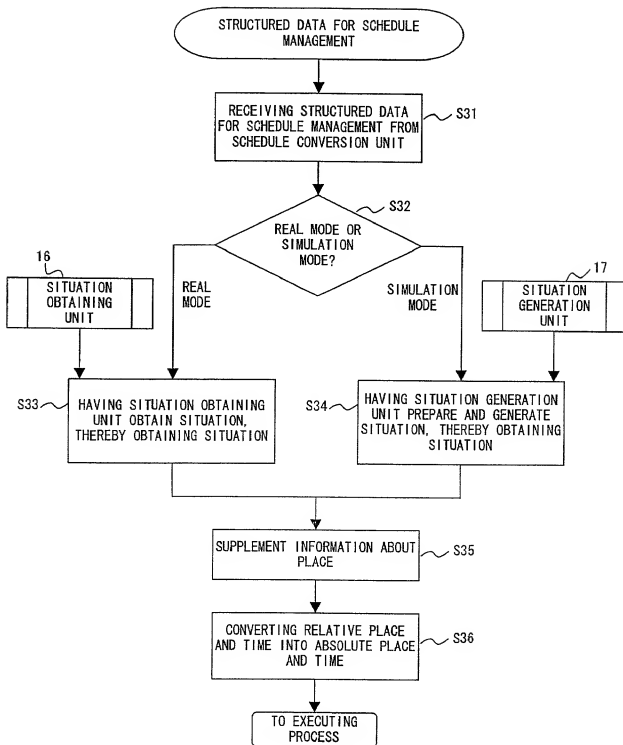 STRUCTURED DATA FOR SCHEDULE
MANAGEMENT
RECEIVING STRUCTURED DATA
FOR SCHEDULE MANAGEMENT FROM
SCHEDULE CONVERSION UNIT
S31
S32
REAL MODE OR
SIMULATION
MODE?
16
SITUATION
OBTAINING
UNIT
REAL
MODE
SIMULATION
MODE
17
SITUATION
GENERATION
UNIT
S33
HAVING SITUATION OBTAINING
UNIT OBTAIN SITUATION,
THEREBY OBTAINING SITUATION
S34
HAVING SITUATION GENERATION
UNIT PREPARE AND GENERATE
SITUATION, THEREBY OBTAINING
SITUATION
SUPPLEMENT INFORMATION ABOUT
PLACE
S35
CONVERTING RELATIVE PLACE
AND TIME INTO ABSOLUTE PLACE
AND TIME
S36
TO EXECUTING
PROCESS